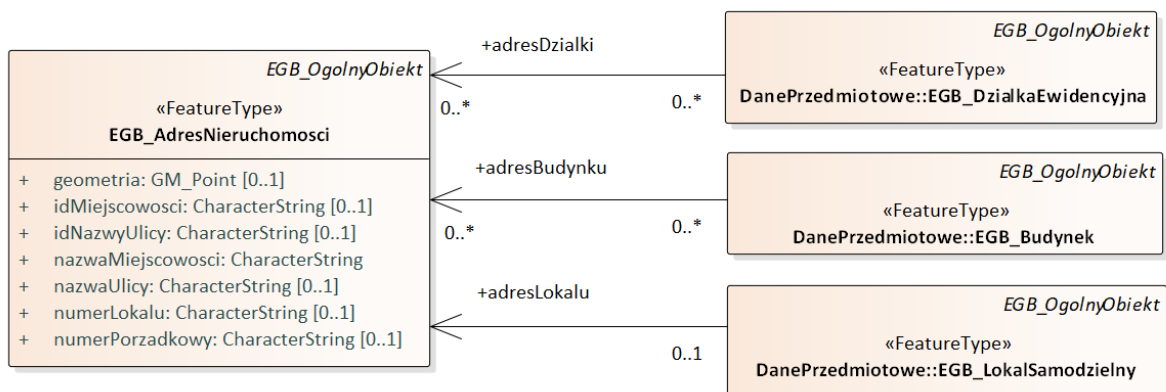 EGB_OgolnyObiekt
«FeatureType»
EGB_AdresNieruchomosci
+ geometria: GM_Point [0..1]
+ idMiejscowosci: CharacterString [0..1]
+ idNazwyUlicy: CharacterString [0..1]
+ nazwaMiejscowosci: CharacterString
+ nazwaUlicy: CharacterString [0..1]
+ numerLokalu: CharacterString [0..1]
+ numerPorzadkowy: CharacterString [0..1]
+adresDzialki
0..*
0..*
EGB_OgolnyObiekt
«FeatureType»
DanePrzedmiotowe::EGB_DzialkaEwidencyjna
+adresBudynku
0..*
0..*
EGB_OgolnyObiekt
«FeatureType»
DanePrzedmiotowe::EGB_Budynek
+adresLokalu
0..1
EGB_OgolnyObiekt
«FeatureType»
DanePrzedmiotowe::EGB_LokalSamodzielny